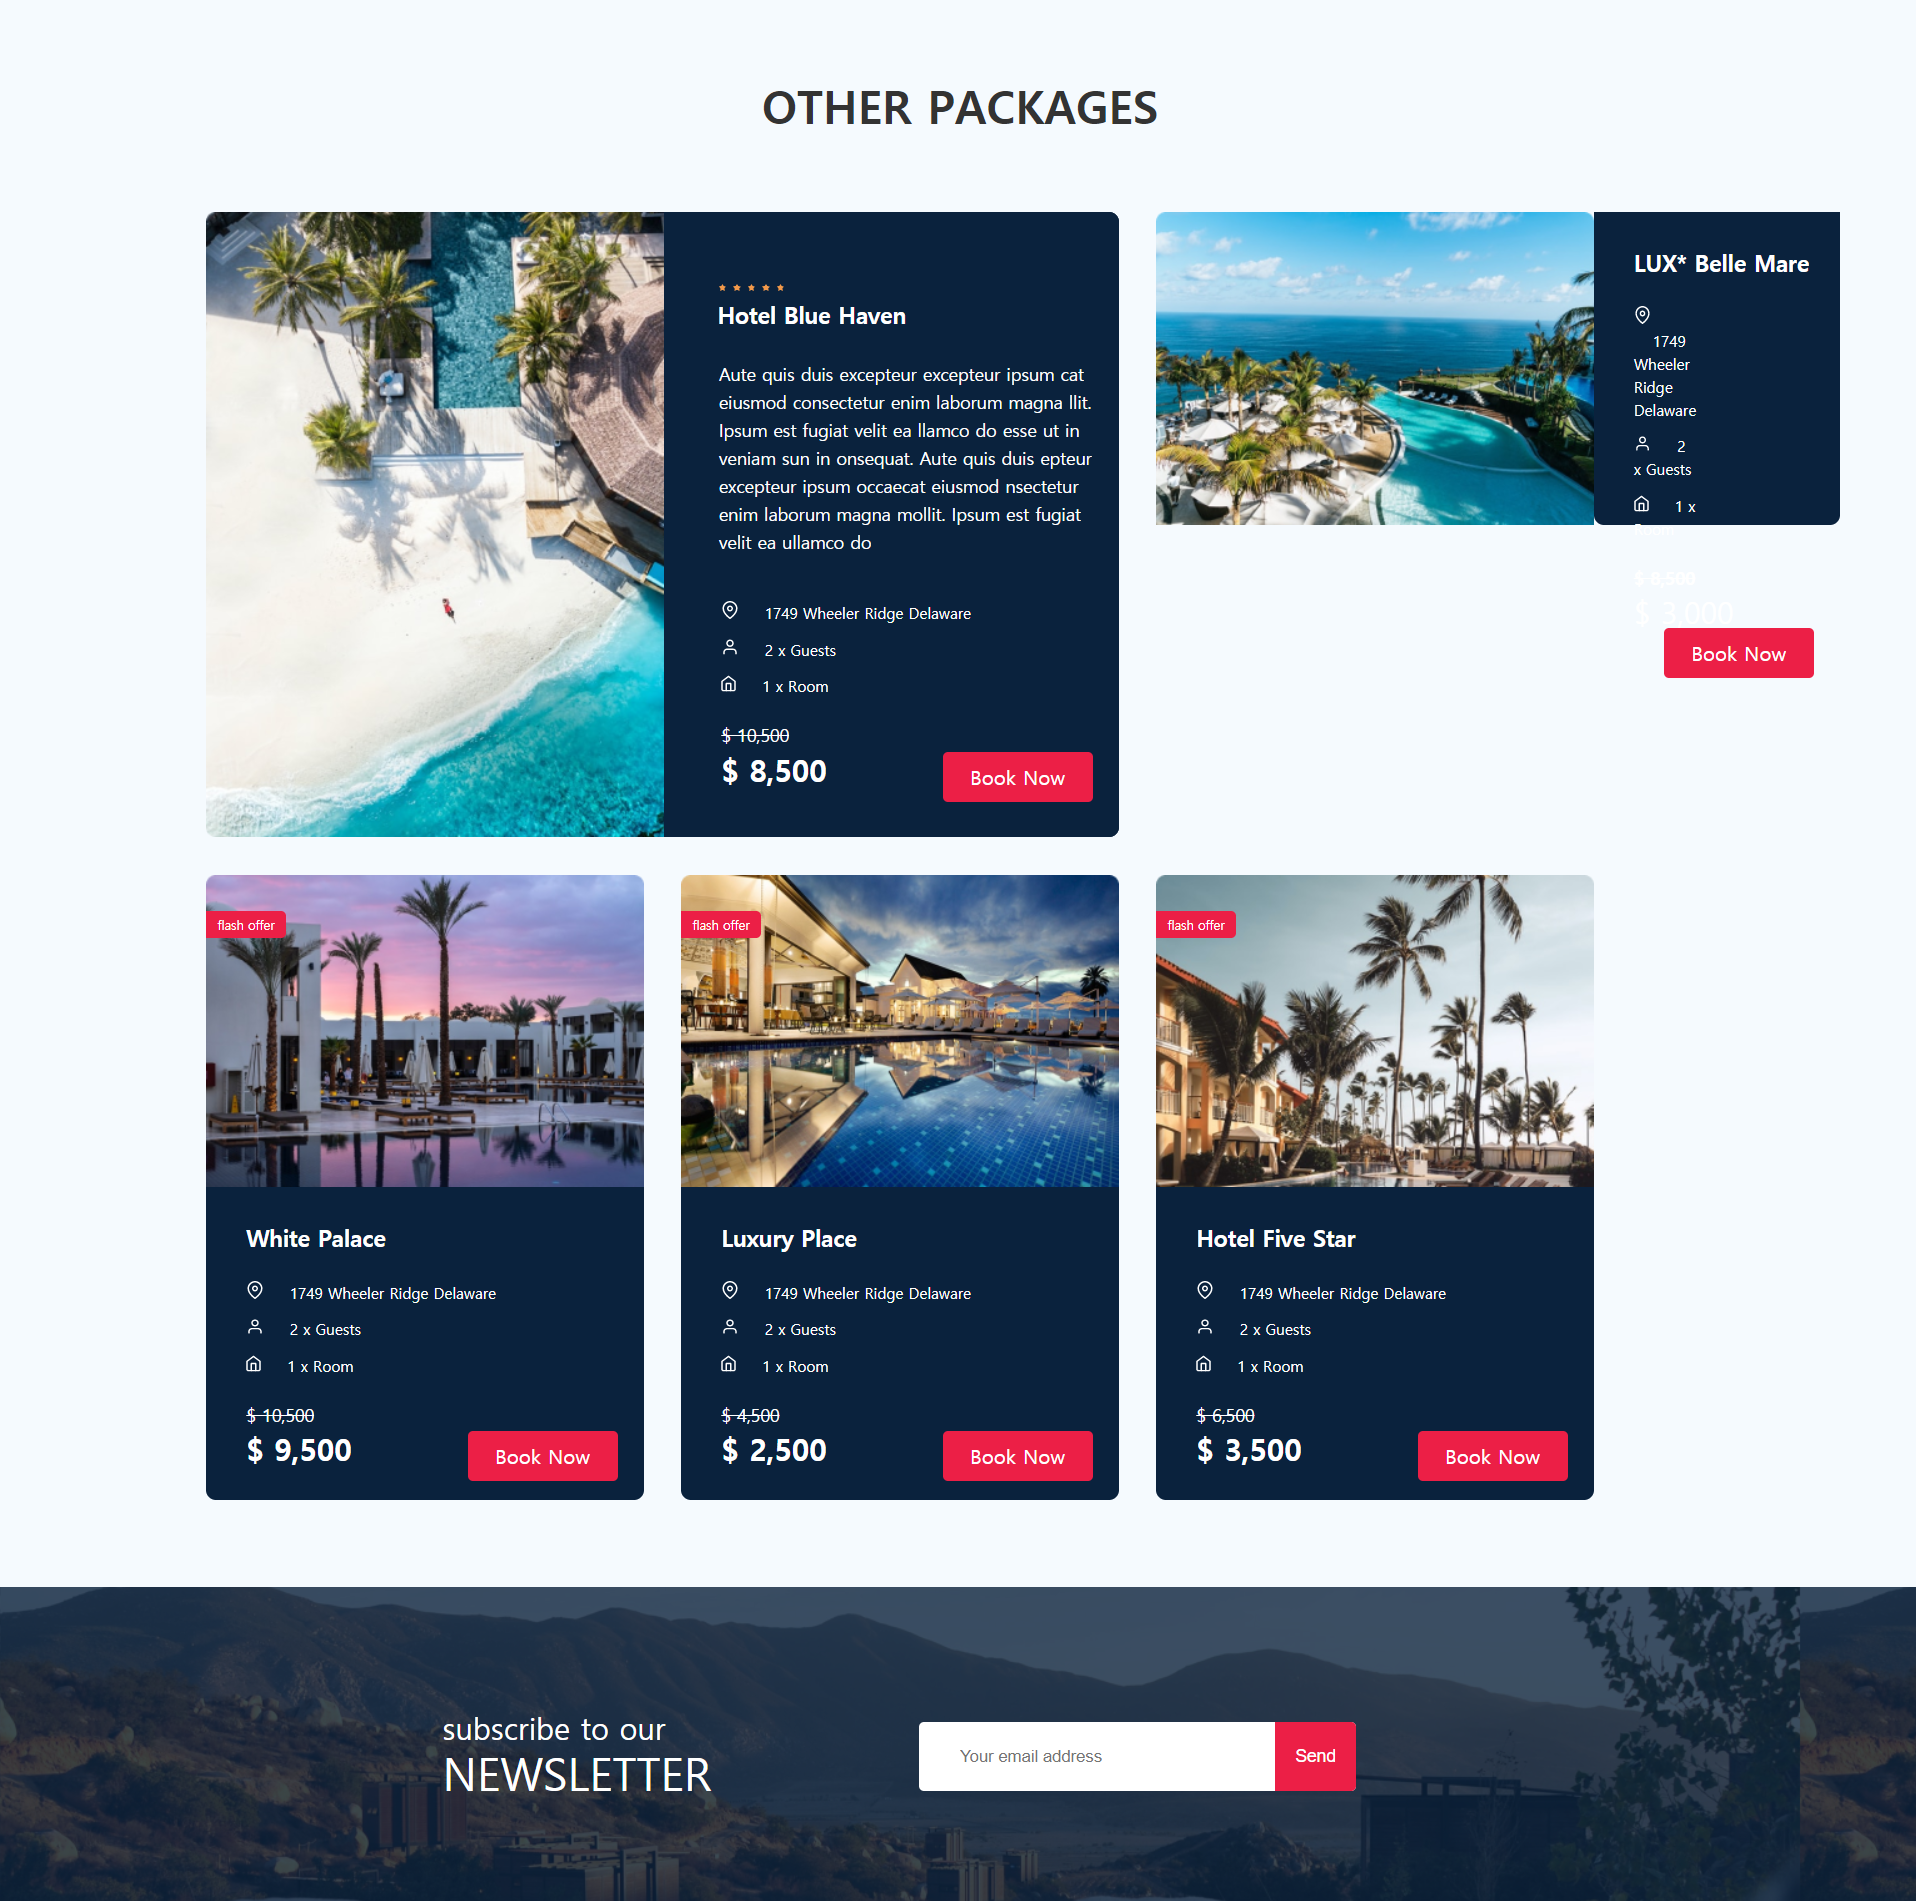 OTHER PACKAGES
Hotel Blue Haven
Aute quis duis excepteur excepteur ipsum cat
eiusmod consectetur enim laborum magna llit.
Ipsum est fugiat velit ea llamco do esse ut in
veniam sun in onsequat. Aute quis duis epteur
excepteur ipsum occaecat eiusmod nsectetur
enim laborum magna mollit. Ipsum est fugiat
velit ea ullamco do
1749 Wheeler Ridge Delaware
2 x Guests
1 x Room
$ 10,500
$ 8,500
Book Now
LUX* Belle Mare
1749
Wheeler
Ridge
Delaware
2
x Guests
1 x
Room
$ 8,500
$ 3,000
Book Now
flash offer
White Palace
1749 Wheeler Ridge Delaware
2 x Guests
1 x Room
$ 10,500
$ 9,500
Book Now
flash offer
Luxury Place
1749 Wheeler Ridge Delaware
2 x Guests
1 x Room
$ 4,500
$ 2,500
Book Now
flash offer
Hotel Five Star
1749 Wheeler Ridge Delaware
2 x Guests
1 x Room
$ 6,500
$ 3,500
Book Now
subscribe to our
NEWSLETTER
Your email address
Send